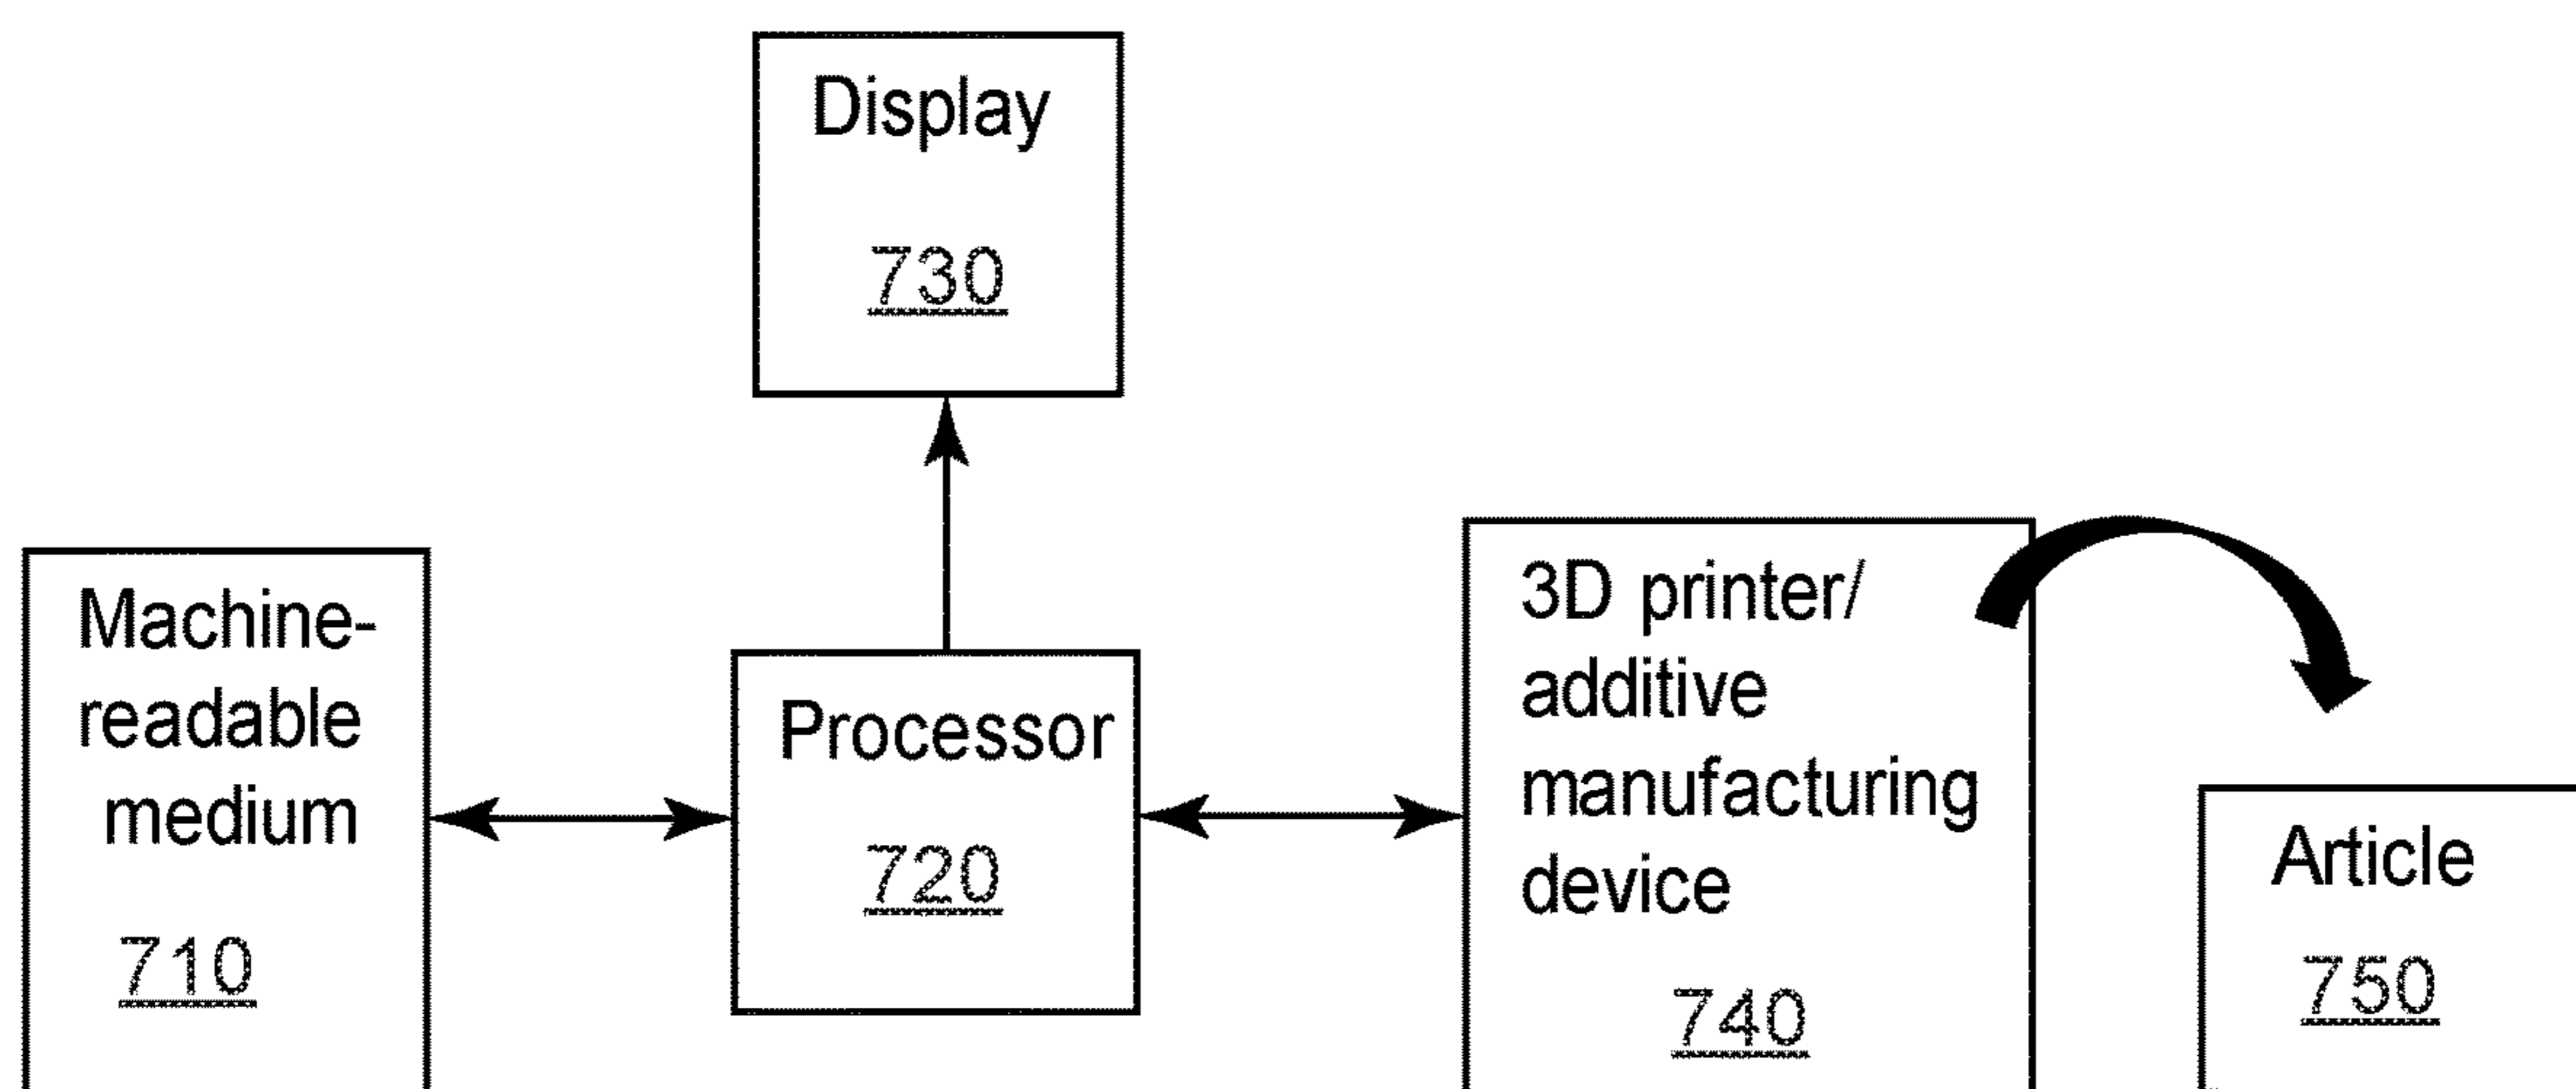 Display
730
Machine-
readable
medium
710
Processor
720
3D printer/
additive
manufacturing
device
740
Article
750